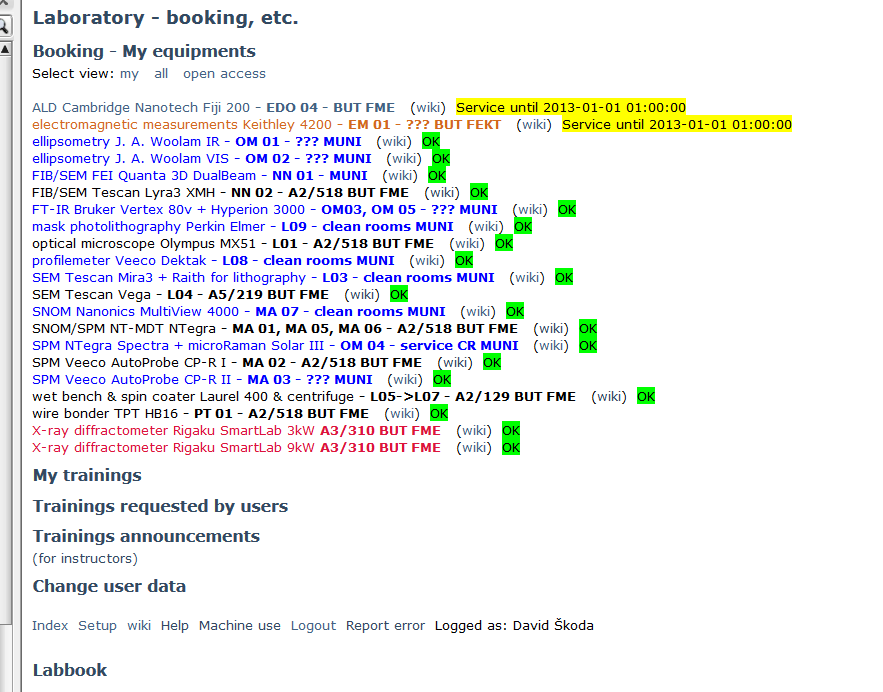 Laboratory - booking, etc.
Booking - My equipments
Select view: my all open access
ALD Cambridge Nanotech Fiji 200 - EDO 04 - BUT FME (wiki) Service until 2013-01-01 01:00:00
electromagnetic measurements Keithley 4200 - EM 01 - ??? BUT FEKT (wiki) Service until 2013-01-01 01:00:00
ellipsometry J. A. Woolam IR - OM 01 - ??? MUNI (wiki) OK
ellipsometry J. A. Woolam VIS - OM 02 - ??? MUNI (wiki) OK
FIB/SEM FEI Quanta 3D DualBeam - NN 01 - MUNI (wiki) OK
FIB/SEM Tescan Lyra3 XMH - NN 02 - A2/518 BUT FME (wiki) OK
FT-IR Bruker Vertex 80v + Hyperion 3000 - OM03, OM 05 - ??? MUNI (wiki) OK
mask photolithography Perkin Elmer - L09 - clean rooms MUNI (wiki) OK
optical microscope Olympus MX51 - L01 - A2/518 BUT FME (wiki) OK
profilemeter Veeco Dektak - L08 - clean rooms MUNI (wiki) OK
SEM Tescan Mira3 + Raith for lithography - L03 - clean rooms MUNI (wiki) OK
SEM Tescan Vega - L04 - A5/219 BUT FME (wiki) OK
SNOM Nanonics MultiView 4000 - MA 07 - clean rooms MUNI (wiki) OK
SNOM/SPM NT-MDT NTegra - MA 01, MA 05, MA 06 - A2/518 BUT FME (wiki) OK
SPM NTegra Spectra + microRaman Solar III - OM 04 - service CR MUNI (wiki) OK
SPM Veeco AutoProbe CP-R I - MA 02 - A2/518 BUT FME (wiki) OK
SPM Veeco AutoProbe CP-R II - MA 03 - ??? MUNI (wiki) OK
wet bench & spin coater Laurel 400 & centrifuge - L05->L07 - A2/129 BUT FME (wiki) OK
wire bonder TPT HB16 - PT 01 - A2/518 BUT FME (wiki) OK
X-ray diffractometer Rigaku SmartLab 3kW A3/310 BUT FME (wiki) OK
X-ray diffractometer Rigaku SmartLab 9kW A3/310 BUT FME (wiki) OK
My trainings
Trainings requested by users
Trainings announcements
(for instructors)
Change user data
Index Setup wiki Help Machine use Logout Report error Logged as: David Škoda
Labbook